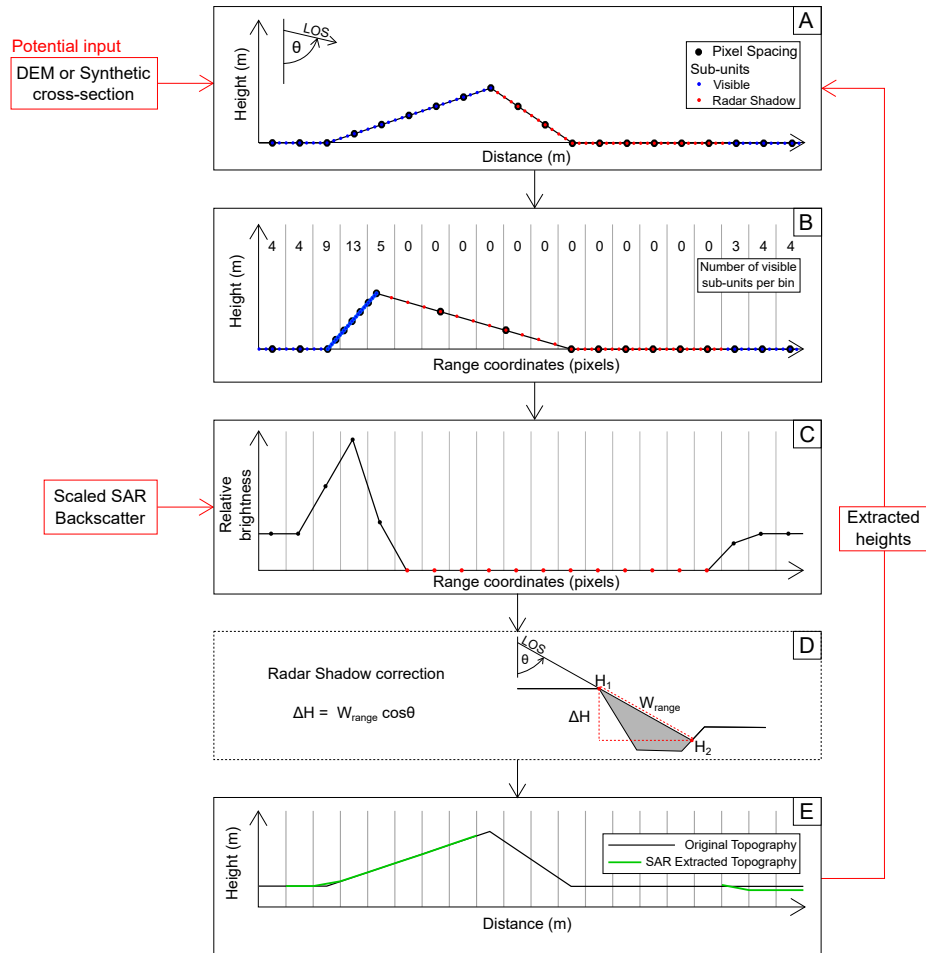 Potential input
DEM or Synthetic
cross-section
A
LOS
θ
Height (m)
Pixel Spacing
Sub-units
Visible
Radar Shadow
Distance (m)
B
4 4 9 13 5 0 0 0 0 0 0 0 0 0 0 0 0 3 4 4
Height (m)
Number of visible
sub-units per bin
Range coordinates (pixels)
C
Scaled SAR
Backscatter
Relative
brightness
Range coordinates (pixels)
Extracted
heights
D
LOS
θ
Radar Shadow correction
ΔH = Wrange cosθ
H1
Wrange
ΔH
H2
E
Height (m)
Original Topography
SAR Extracted Topography
Distance (m)